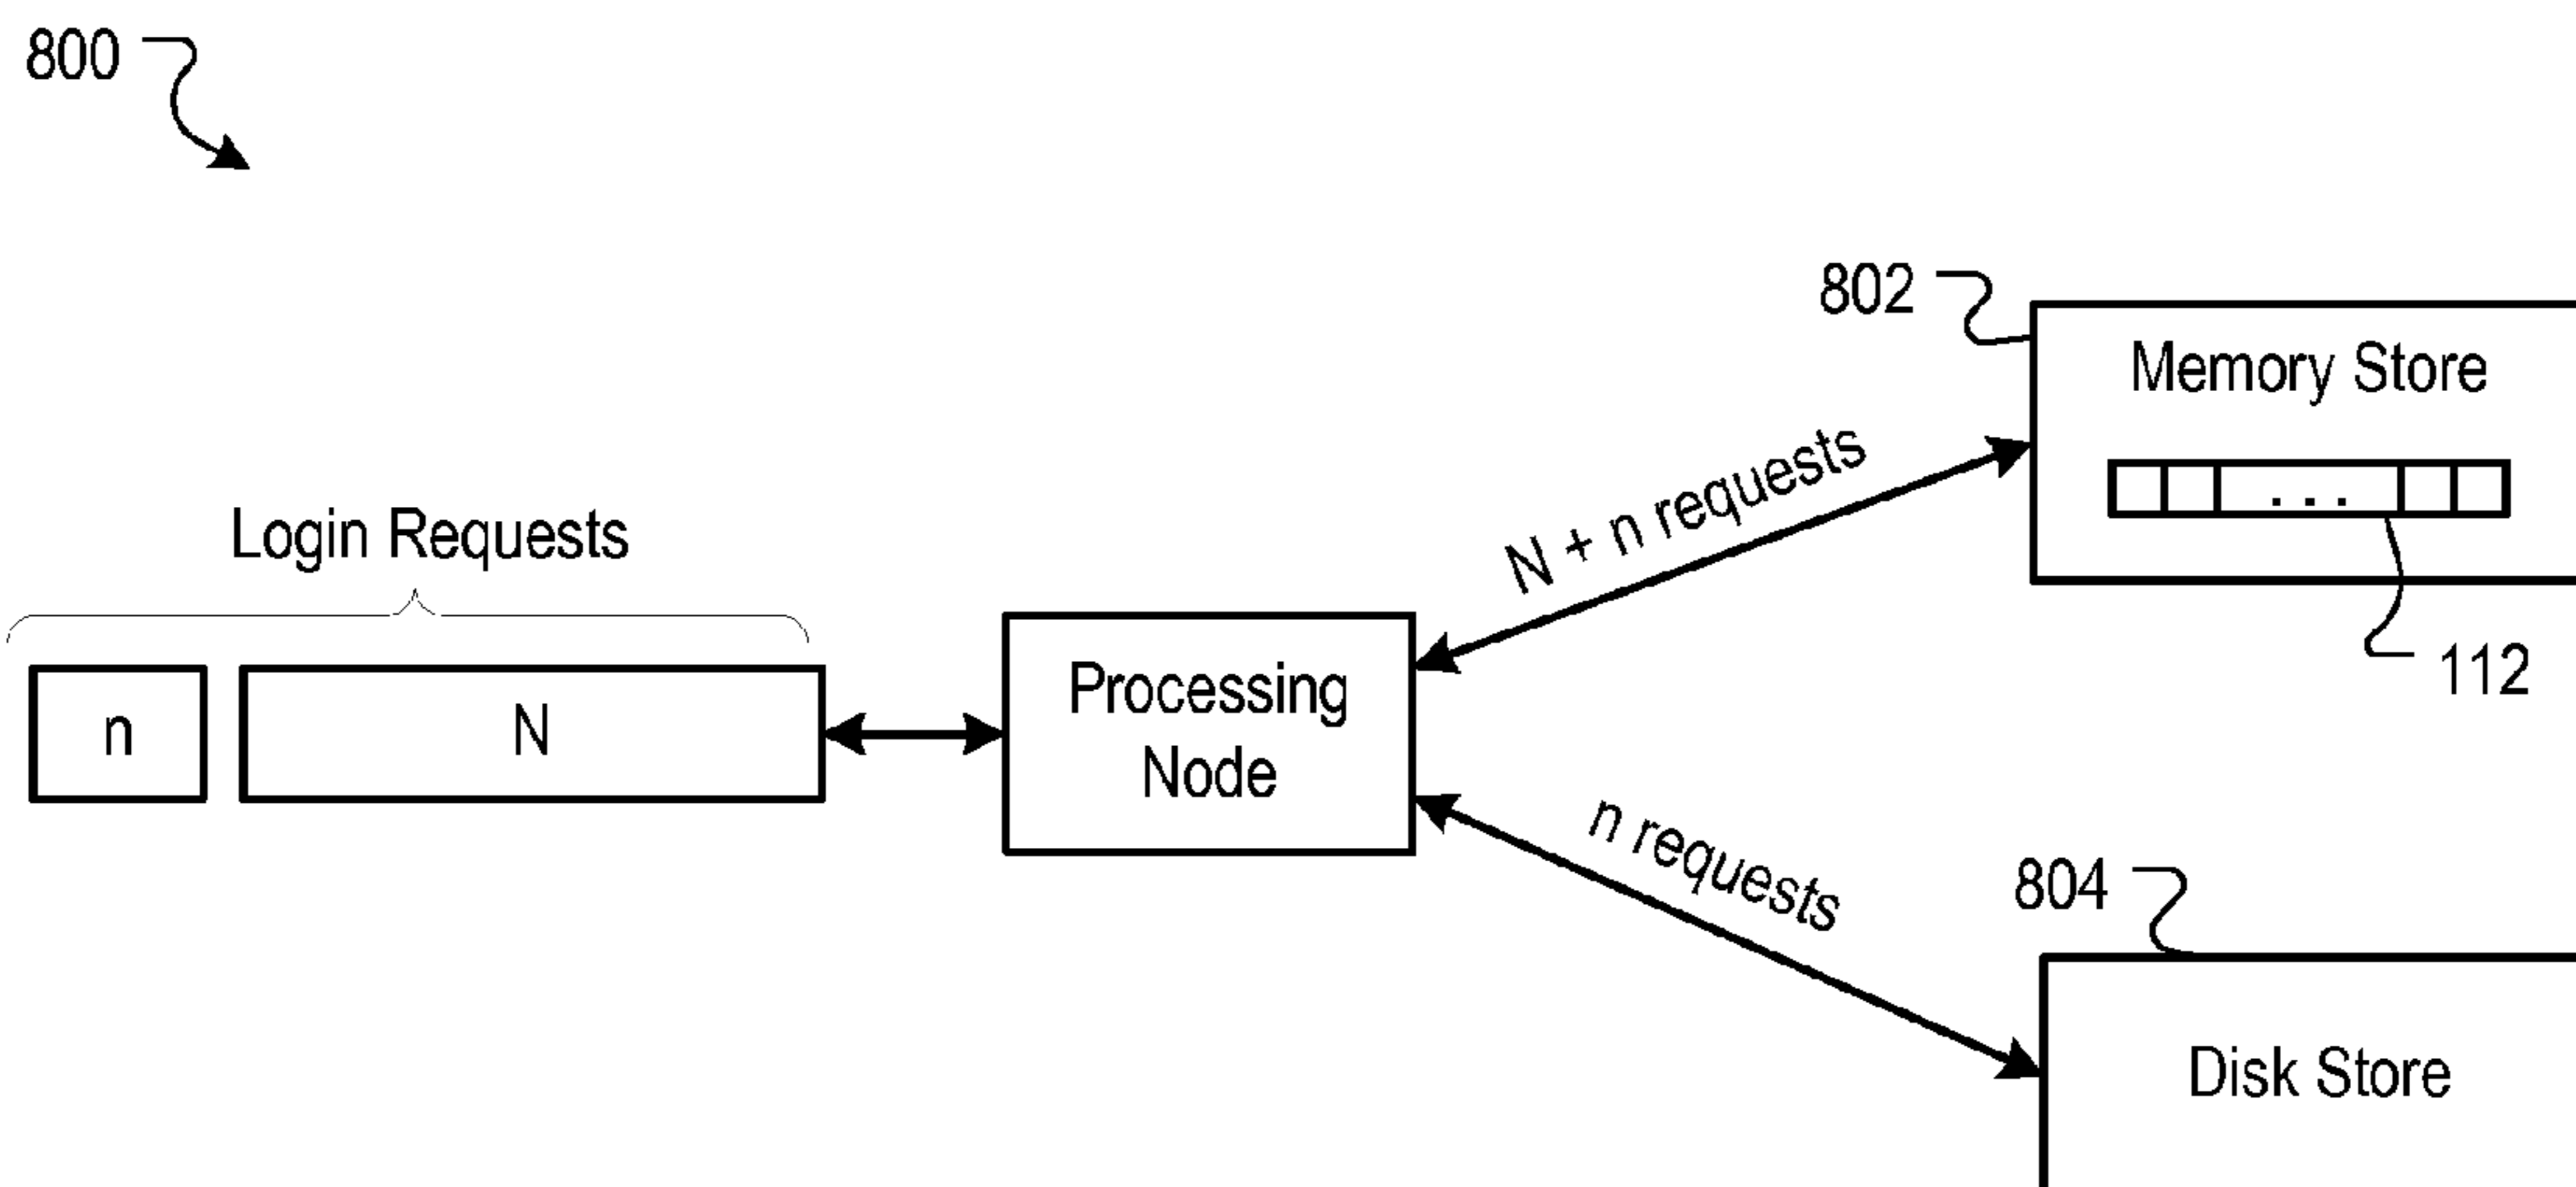 800
802
Memory Store
. . .
N + n requests
112
Login Requests
n
N
Processing
Node
n requests
804
Disk Store